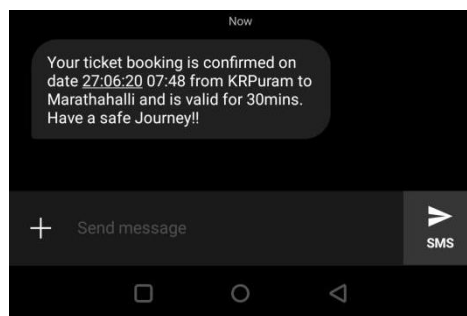 Now
Your ticket booking is confirmed on
date 27:06:20 07:48 from KRPuram to
Marathahalli and is valid for 30mins.
Have a safe Journey!!
Send message
SMS